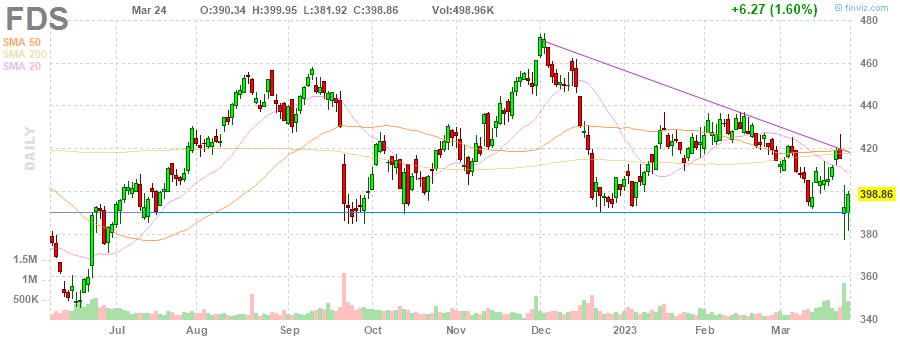 FDS Mar 24 O:390.34 H:399.95 L:381.92 C:398.86 Vol:498.96K +6.27 (1.60%) © finviz.com
SMA 50
SMA 200
SMA 20
DAILY
480
460
440
420
400
398.86
380
360
340
1.5M
1M
500K
Jul Aug Sep Oct Nov Dec 2023 Feb Mar